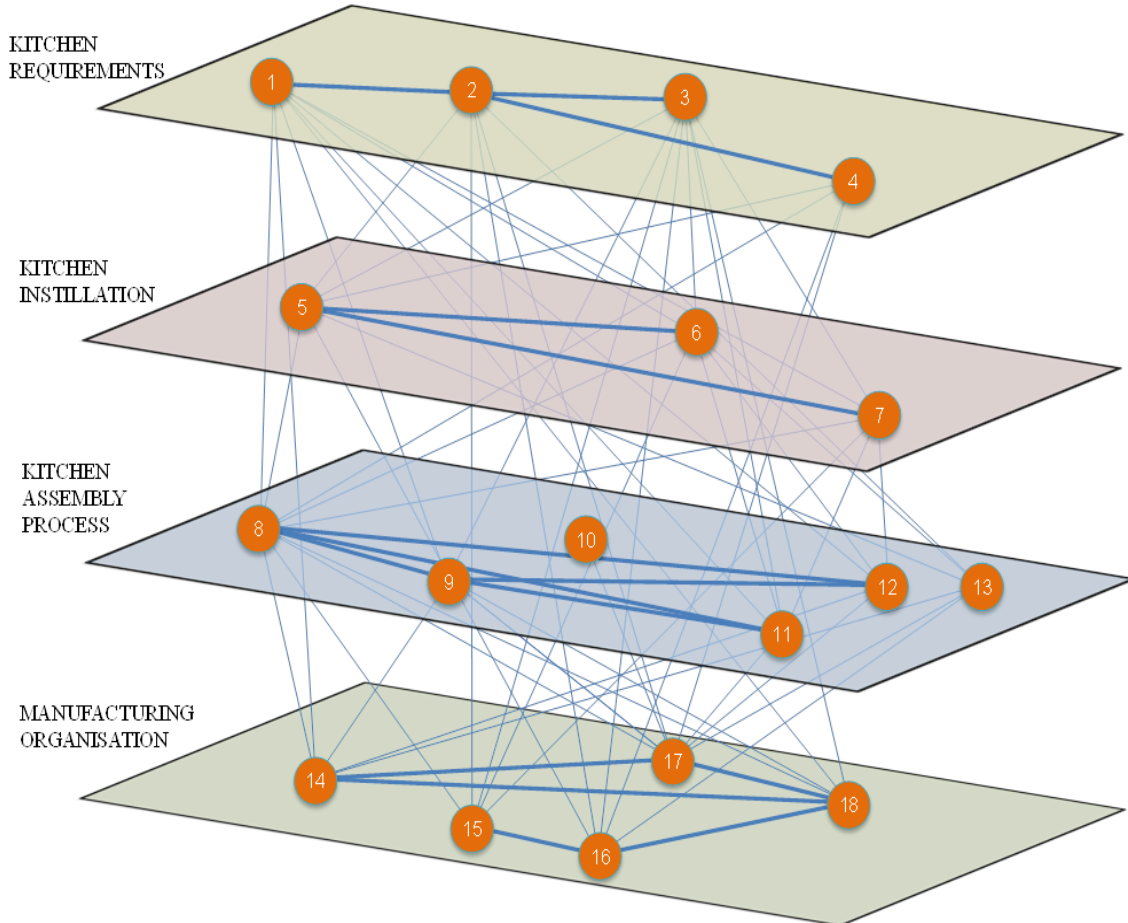 KITCHEN
REQUIREMENTS
1
2
3
4
KITCHEN
INSTILLATION
5
6
7
KITCHEN
ASSEMBLY
PROCESS
8
9
10
11
12
13
MANUFACTURING
ORGANISATION
14
15
16
17
18